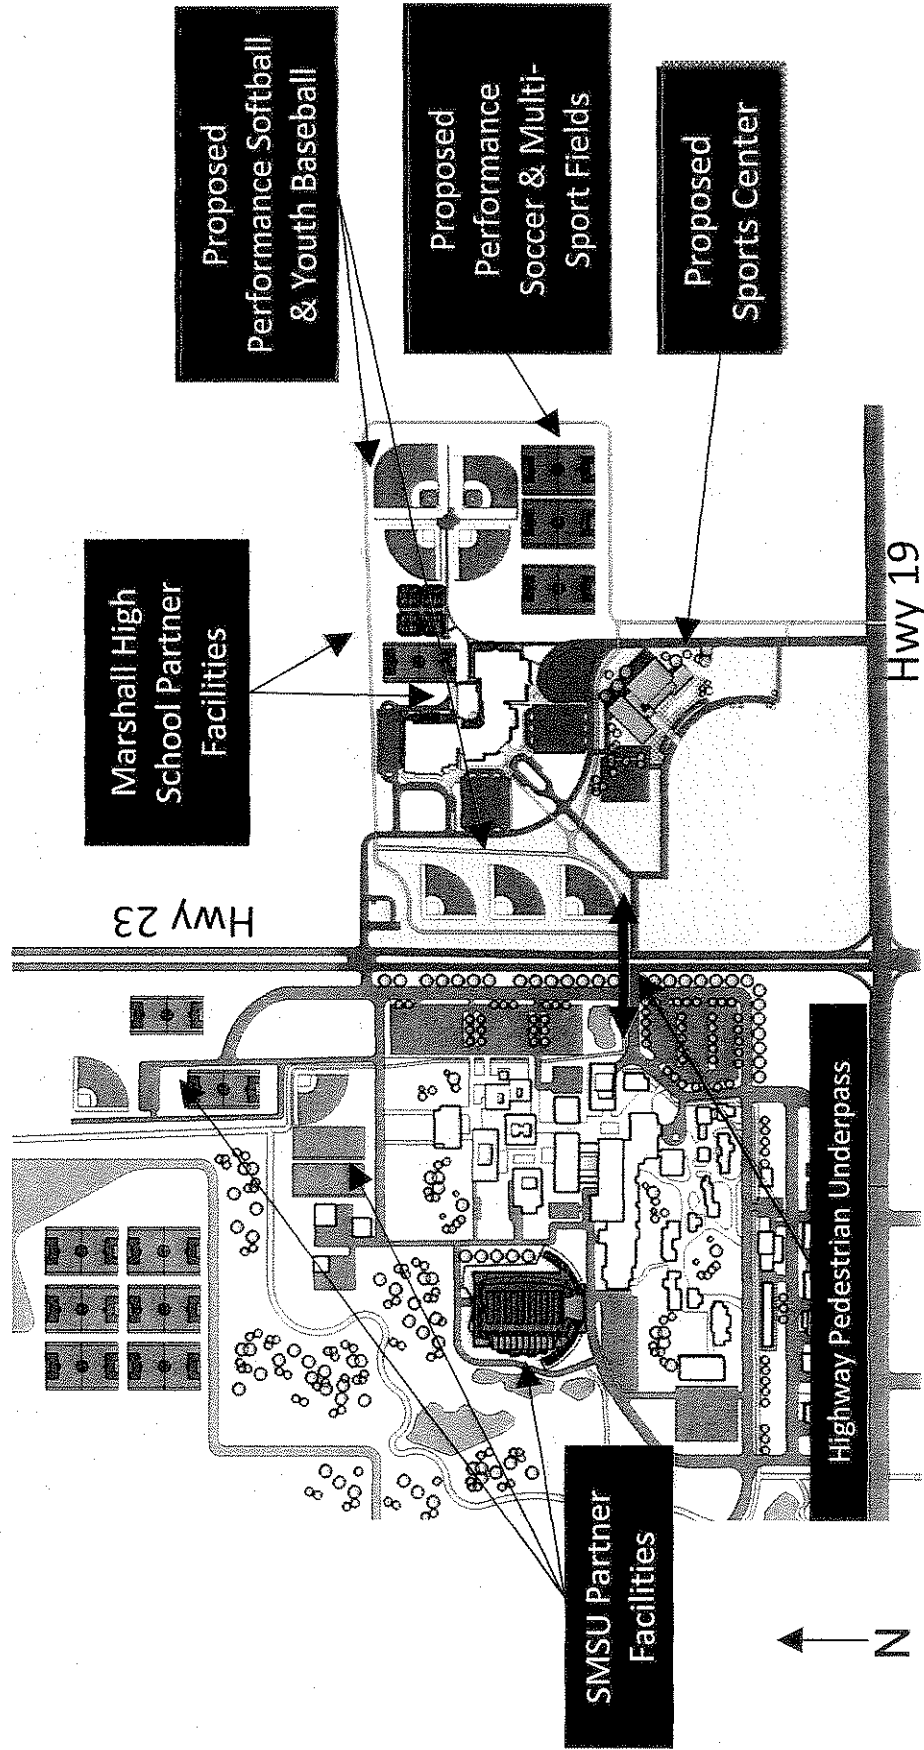 Proposed
Performance Softball
& Youth Baseball
Proposed
Performance
Soccer & Multi-
Sport Fields
Proposed
Sports Center
Marshall High
School Partner
Facilities
Hwy 23
Hwy 19
Highway Pedestrian Underpass
SMSU Partner
Facilities
N